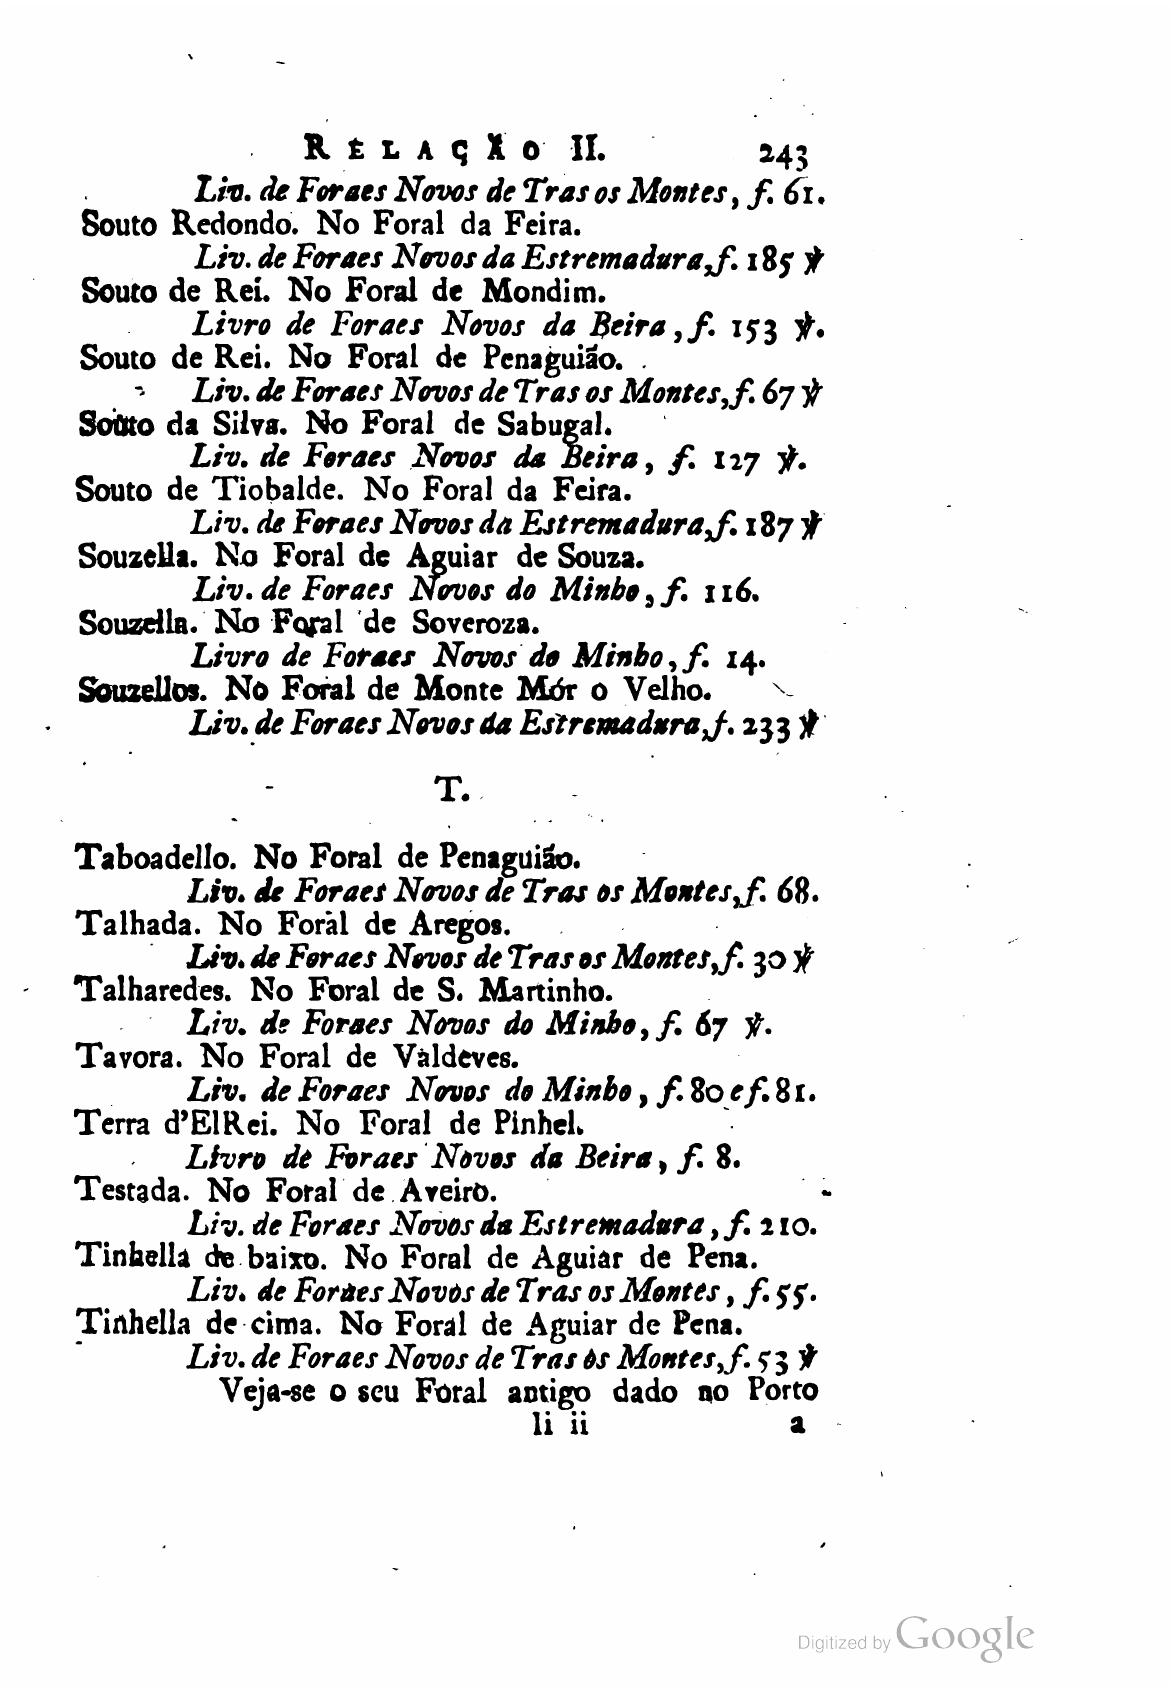 RELAÇÃO II. 243
Liv. de Foraes Novos de Tras os Montes, f. 61.
Souto Redondo. No Foral da Feira.
Liv. de Foraes Novos da Estremadura, f. 185 ℣
Souto de Rei. No Foral de Mondim.
Livro de Foraes Novos da Beira, f. 153 ℣.
Souto de Rei. No Foral de Penaguião.
Liv. de Foraes Novos de Tras os Montes, f. 67 ℣
Souto da Silva. No Foral de Sabugal.
Liv. de Foraes Novos da Beira, f. 127 ℣.
Souto de Tiobalde. No Foral da Feira.
Liv. de Foraes Novos da Estremadura, f. 187 ℣
Souzella. No Foral de Aguiar de Souza.
Liv. de Foraes Novos do Minho, f. 116.
Souzella. No Foral de Soveroza.
Livro de Foraes Novos do Minho, f. 14.
Souzellos. No Foral de Monte Mór o Velho.
Liv. de Foraes Novos da Estremadura, f. 233 ℣
T.
Taboadello. No Foral de Penaguião.
Liv. de Foraes Novos de Tras os Montes, f. 68.
Talhada. No Foral de Aregos.
Liv. de Foraes Novos de Tras os Montes, f. 30 ℣
Talharedes. No Foral de S. Martinho.
Liv. de Foraes Novos do Minho, f. 67 ℣.
Tavora. No Foral de Valdeves.
Liv. de Foraes Novos do Minho, f. 80 e f. 81.
Terra d'ElRei. No Foral de Pinhel.
Livro de Foraes Novos da Beira, f. 8.
Testada. No Foral de Aveiro.
Liv. de Foraes Novos da Estremadura, f. 210.
Tinhella de baixo. No Foral de Aguiar de Pena.
Liv. de Foraes Novos de Tras os Montes, f. 55.
Tinhella de cima. No Foral de Aguiar de Pena.
Liv. de Foraes Novos de Tras os Montes, f. 53 ℣
Veja-se o seu Foral antigo dado no Porto
Ii ii a
Digitized by Google